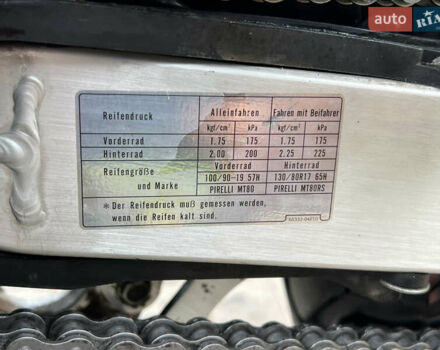 auto RIA
Reifendruck Alleinfahren Fahren mit Beifahrer
kgf/cm² kPa kgf/cm² kPa
Vorderrad 1.75 175 1.75 175
Hinterrad 2.00 200 2.25 225
Reifengröße Vorderrad Hinterrad
100/90-19 57H 130/80R17 65H
und Marke PIRELLI MT80 PIRELLI MT80RS
*Der Reifendruck muß gemessen werden,
wenn die Reifen kalt sind.